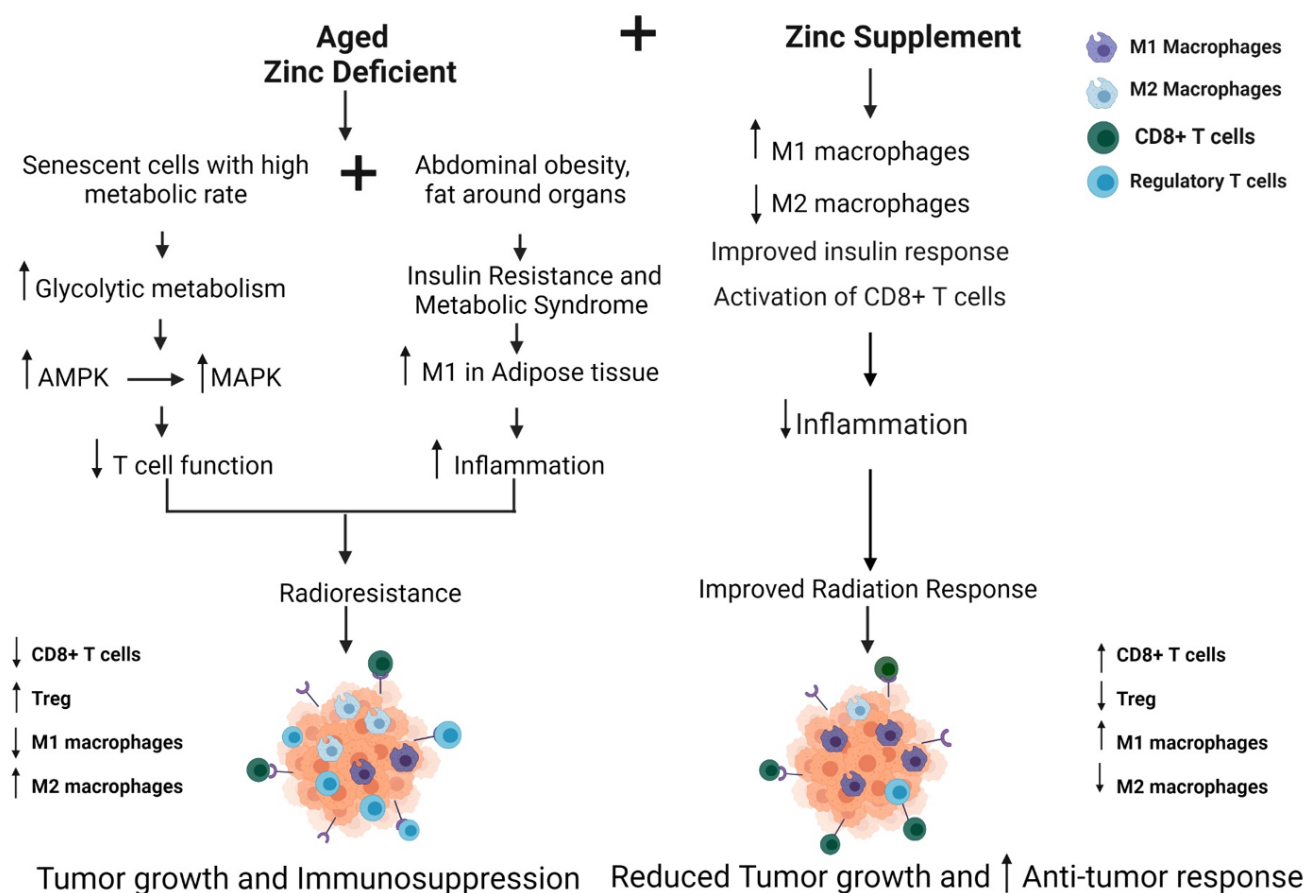 Aged
Zinc Deficient
+
Zinc Supplement
M1 Macrophages
M2 Macrophages
CD8+ T cells
Regulatory T cells
Senescent cells with high
metabolic rate
+
Abdominal obesity,
fat around organs
↑ Glycolytic metabolism
Insulin Resistance and
Metabolic Syndrome
↑ AMPK → ↑ MAPK
↑ M1 in Adipose tissue
↓ T cell function
↑ Inflammation
Radioresistance
↓ CD8+ T cells
↑ Treg
↓ M1 macrophages
↑ M2 macrophages
Tumor growth and Immunosuppression
↑ M1 macrophages
↓ M2 macrophages
Improved insulin response
Activation of CD8+ T cells
↓ Inflammation
Improved Radiation Response
↑ CD8+ T cells
↓ Treg
↑ M1 macrophages
↓ M2 macrophages
Reduced Tumor growth and ↑ Anti-tumor response